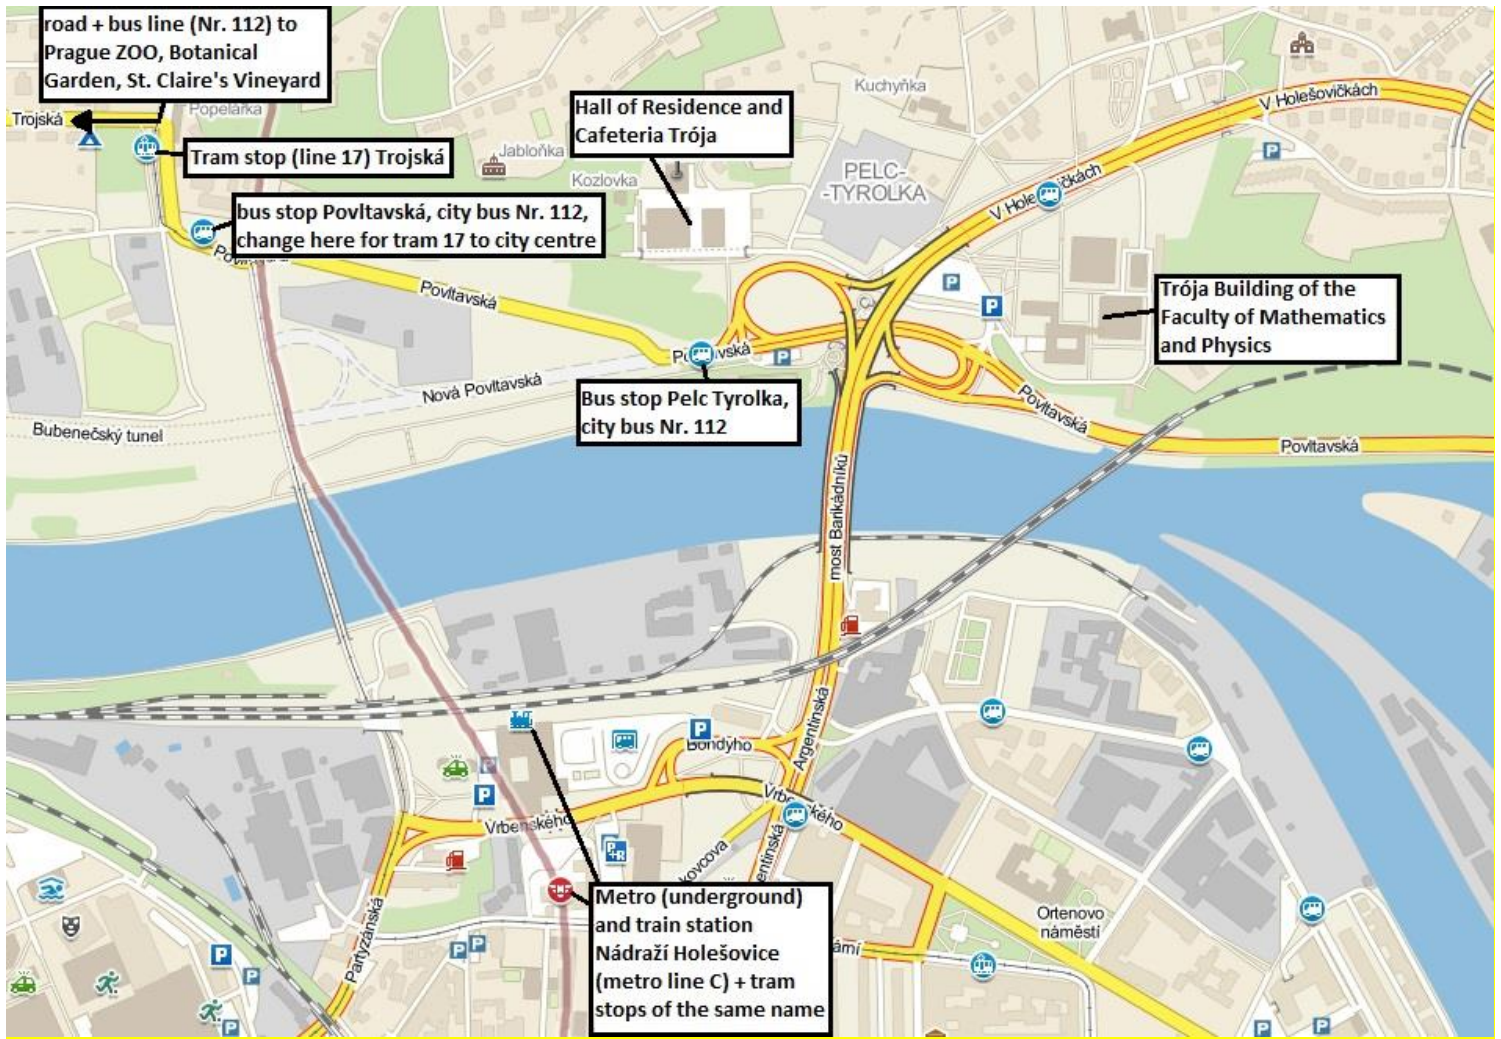 road + bus line (Nr. 112) to
Prague ZOO, Botanical
Garden, St. Claire's Vineyard
Trojská
Popelářka
Tram stop (line 17) Trojská
bus stop Povltavská, city bus Nr. 112,
change here for tram 17 to city centre
Jabloňka
Hall of Residence and
Cafeteria Trója
Kozlovka
Kuchyňka
PELC-
-TYROLKA
V Holešovičkách
V Holešovičkách
P
P
P
Trója Building of the
Faculty of Mathematics
and Physics
Povltavská
P
Bus stop Pelc Tyrolka,
city bus Nr. 112
Nová Povltavská
Bubenečský tunel
Povltavská
Povltavská
most Barikádníků
Argentinská
P
Bondyho
P
P
Vrbenského
Vrbenského
P+R
Metro (underground)
and train station
Nádraží Holešovice
(metro line C) + tram
stops of the same name
Partyzánská
Ortenovo
náměstí
P
P
P
P
P
P
P